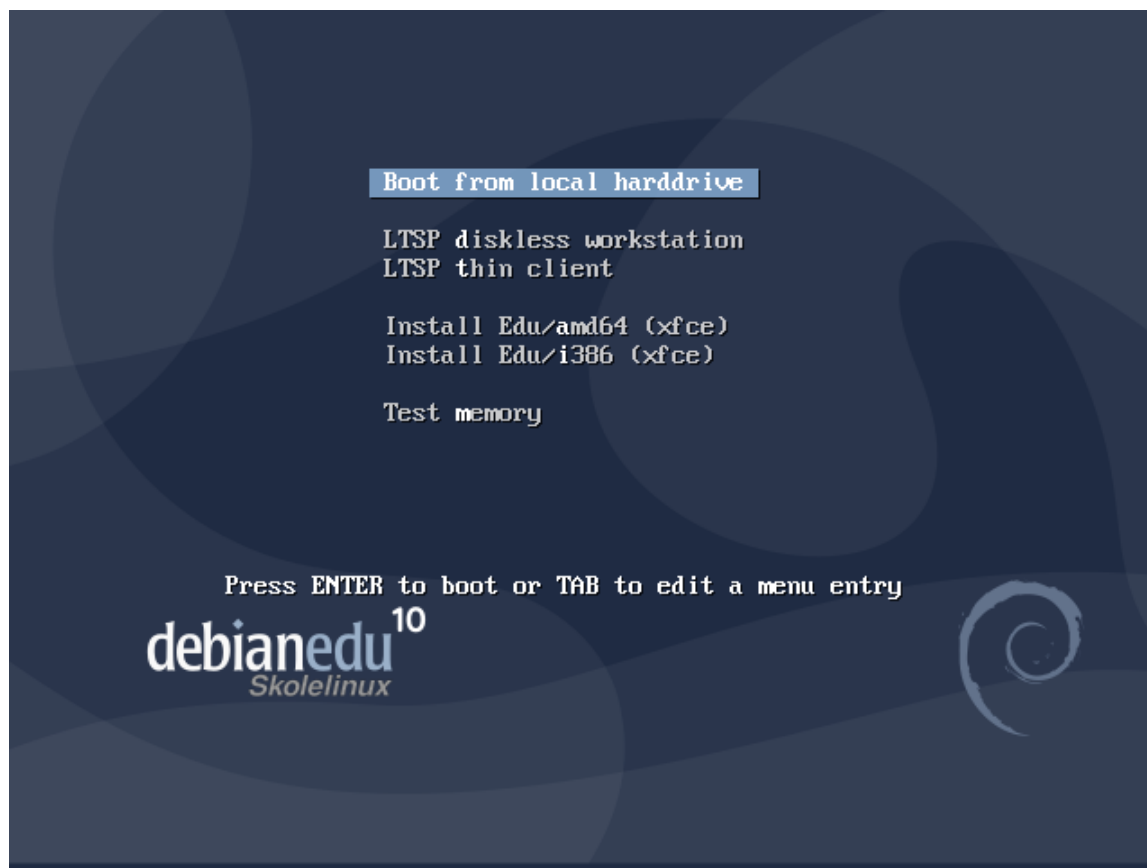 Boot from local harddrive
LTSP diskless workstation
LTSP thin client
Install Edu/amd64 (xfce)
Install Edu/i386 (xfce)
Test memory
Press ENTER to boot or TAB to edit a menu entry
debianedu10
Skolelinux